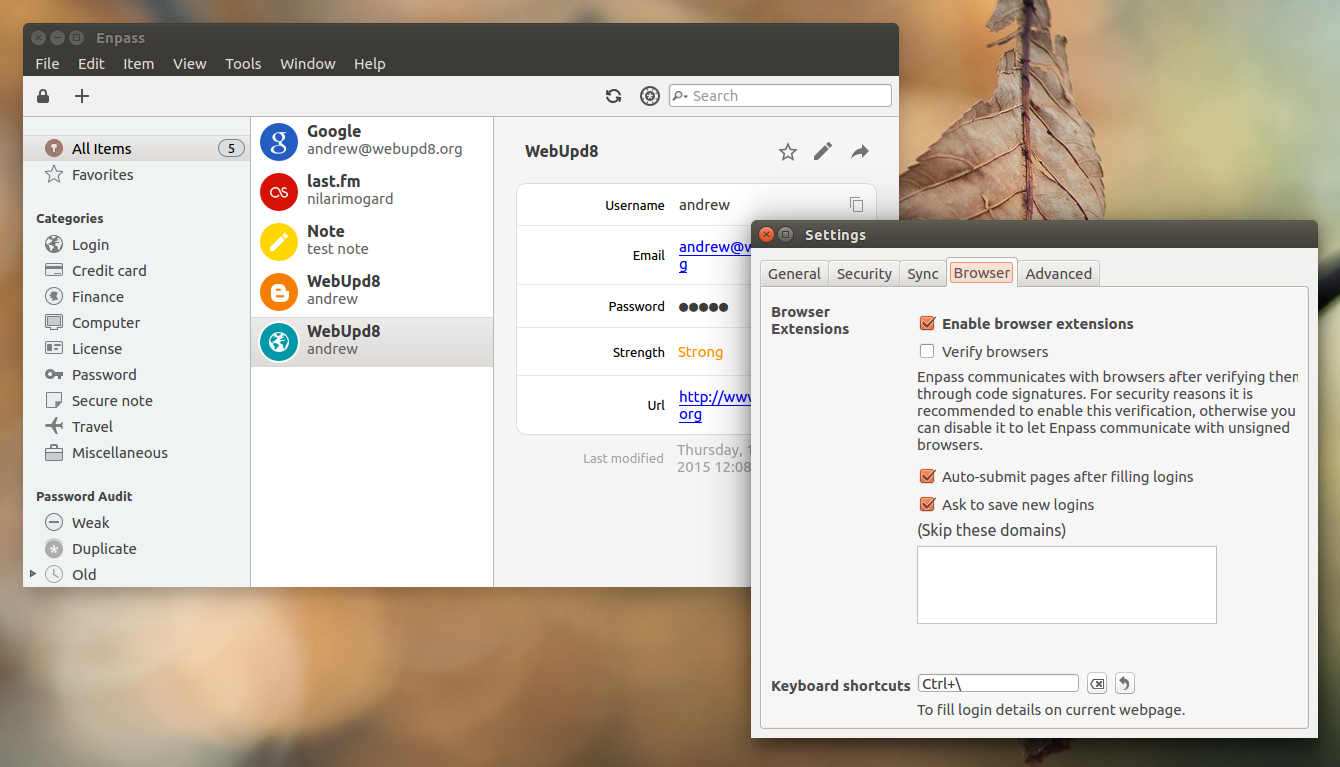 Enpass
File Edit Item View Tools Window Help
Search
All Items 5
Favorites
Categories
Login
Credit card
Finance
Computer
License
Password
Secure note
Travel
Miscellaneous
Password Audit
Weak
Duplicate
Old
Google
andrew@webupd8.org
last.fm
nilarimogard
Note
test note
WebUpd8
andrew
WebUpd8
andrew
WebUpd8
Username andrew
Email andrew@w
g
Password ●●●●●
Strength Strong
Url http://www
org
Last modified Thursday, 1
2015 12:08
Settings
General Security Sync Browser Advanced
Browser
Extensions
Enable browser extensions
Verify browsers
Enpass communicates with browsers after verifying then
through code signatures. For security reasons it is
recommended to enable this verification, otherwise you
can disable it to let Enpass communicate with unsigned
browsers.
Auto-submit pages after filling logins
Ask to save new logins
(Skip these domains)
Keyboard shortcuts Ctrl+\
To fill login details on current webpage.